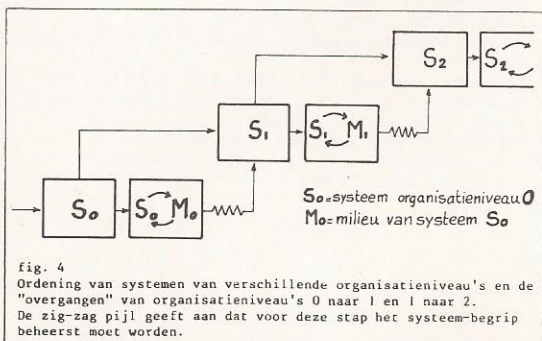 S₂
S₂
S₁
S₁ M₁
S₀
S₀ M₀
S₀=systeem organisatieniveau 0
M₀=milieu van systeem S₀
fig. 4
Ordening van systemen van verschillende organisatieniveau's en de
"overgangen" van organisatieniveau's 0 naar 1 en 1 naar 2.
De zig-zag pijl geeft aan dat voor deze stap het systeem-begrip
beheerst moet worden.